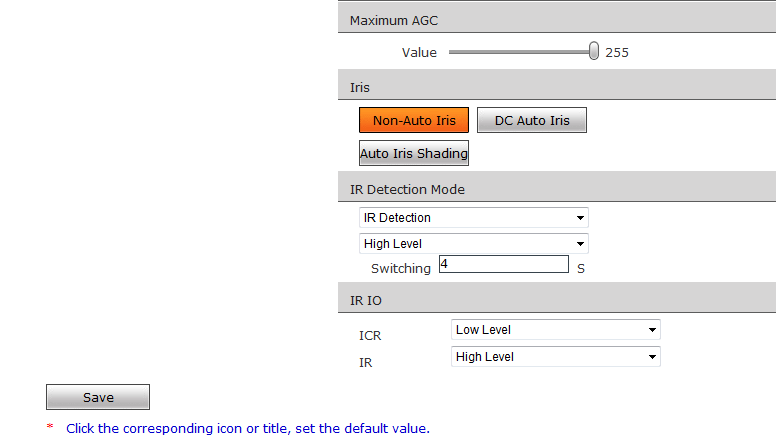 Maximum AGC
Value 255
Iris
Non-Auto Iris DC Auto Iris
Auto Iris Shading
IR Detection Mode
IR Detection
High Level
Switching 4 S
IR IO
ICR Low Level
IR High Level
Save
* Click the corresponding icon or title, set the default value.